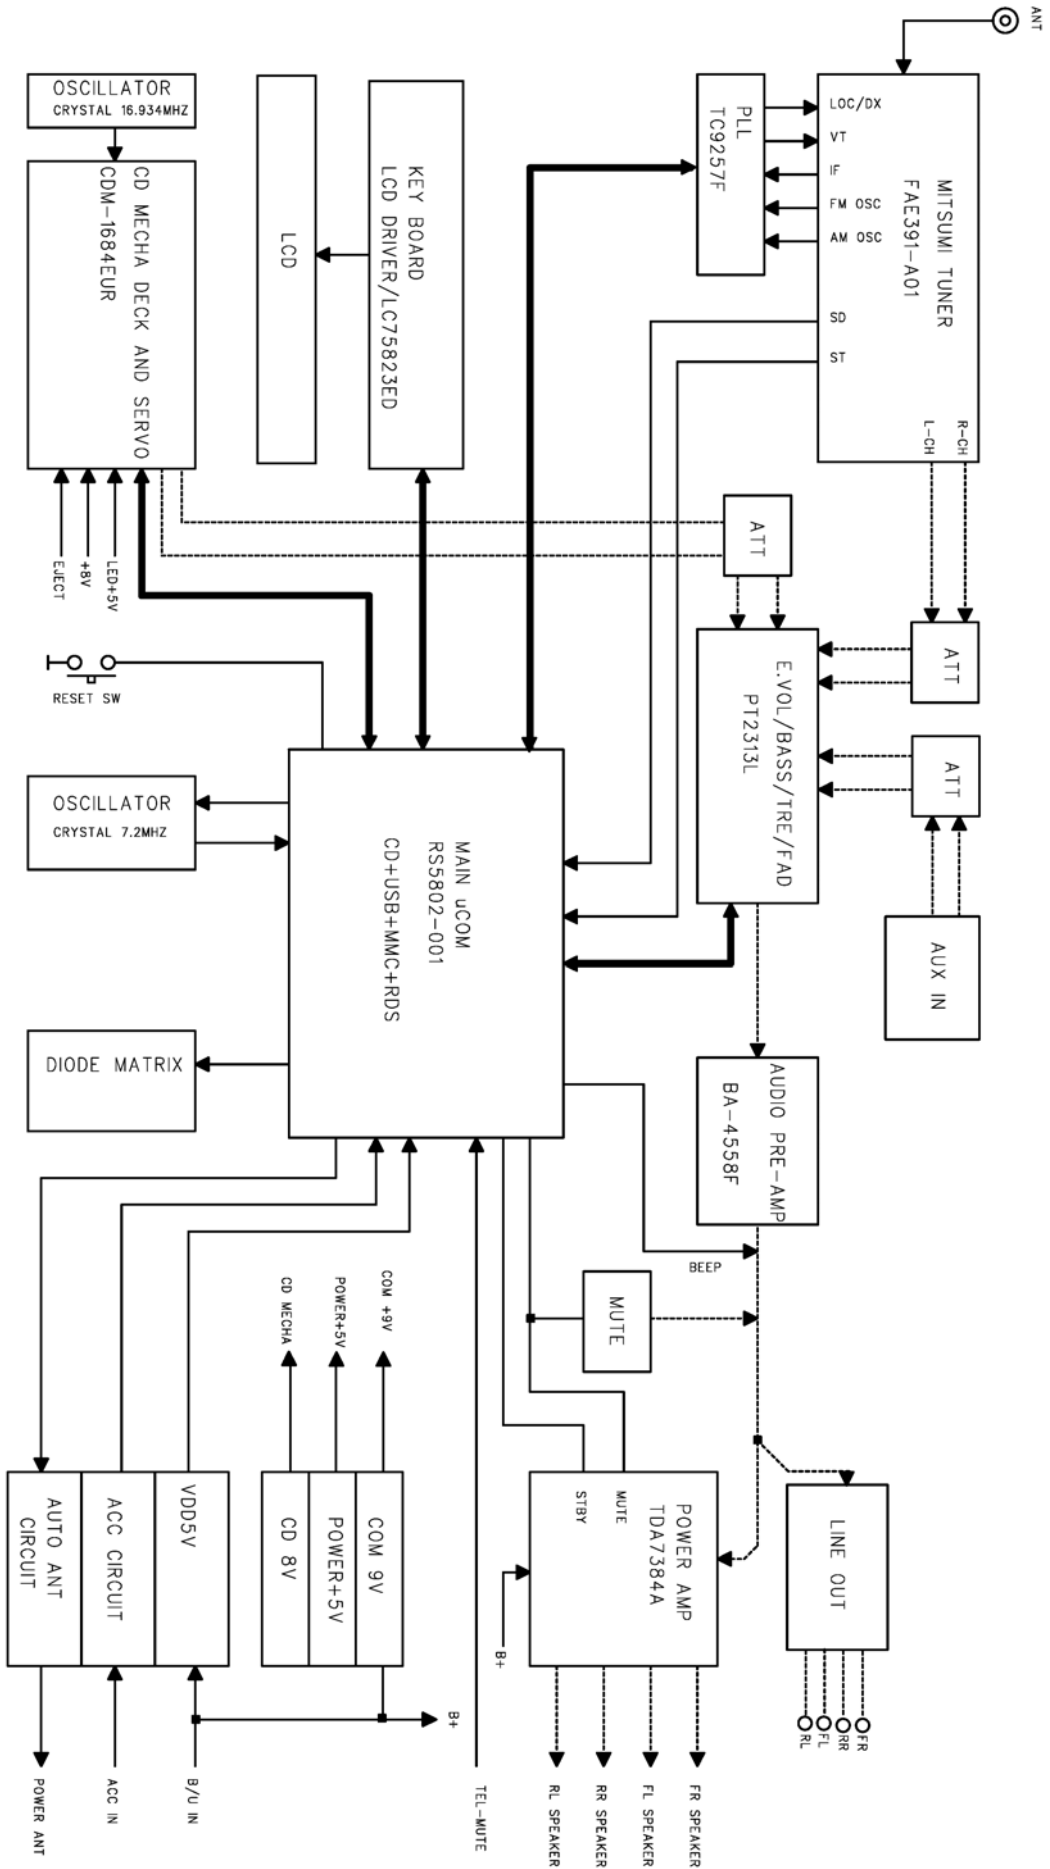 ANT
MITSUMI TUNER
FAE391-A01
LOC/DX
VT
IF
FM OSC
AM OSC
SD
ST
R-CH
L-CH
PLL
TC9257F
KEY BOARD
LCD DRIVER/LC75823ED
LCD
OSCILLATOR
CRYSTAL 16.934MHZ
CD MECHA DECK AND SERVO
CDM-1684EUR
LED+5V
+8V
EJECT
ATT
ATT
ATT
AUX IN
E.VOL/BASS/TRE/FAD
PT2313L
RESET SW
OSCILLATOR
CRYSTAL 7.2MHZ
MAIN uCOM
RS5802-001
CD+USB+MMC+RDS
DIODE MATRIX
AUDIO PRE-AMP
BA-4558F
BEEP
MUTE
CD MECHA
POWER+5V
COM +9V
LINE OUT
FR
RR
FL
RL
POWER AMP
TDA7384A
MUTE
STBY
B+
COM 9V
POWER+5V
CD 8V
VDD5V
ACC CIRCUIT
AUTO ANT
CIRCUIT
B+
FR SPEAKER
FL SPEAKER
RR SPEAKER
RL SPEAKER
TEL-MUTE
B/U IN
ACC IN
POWER ANT